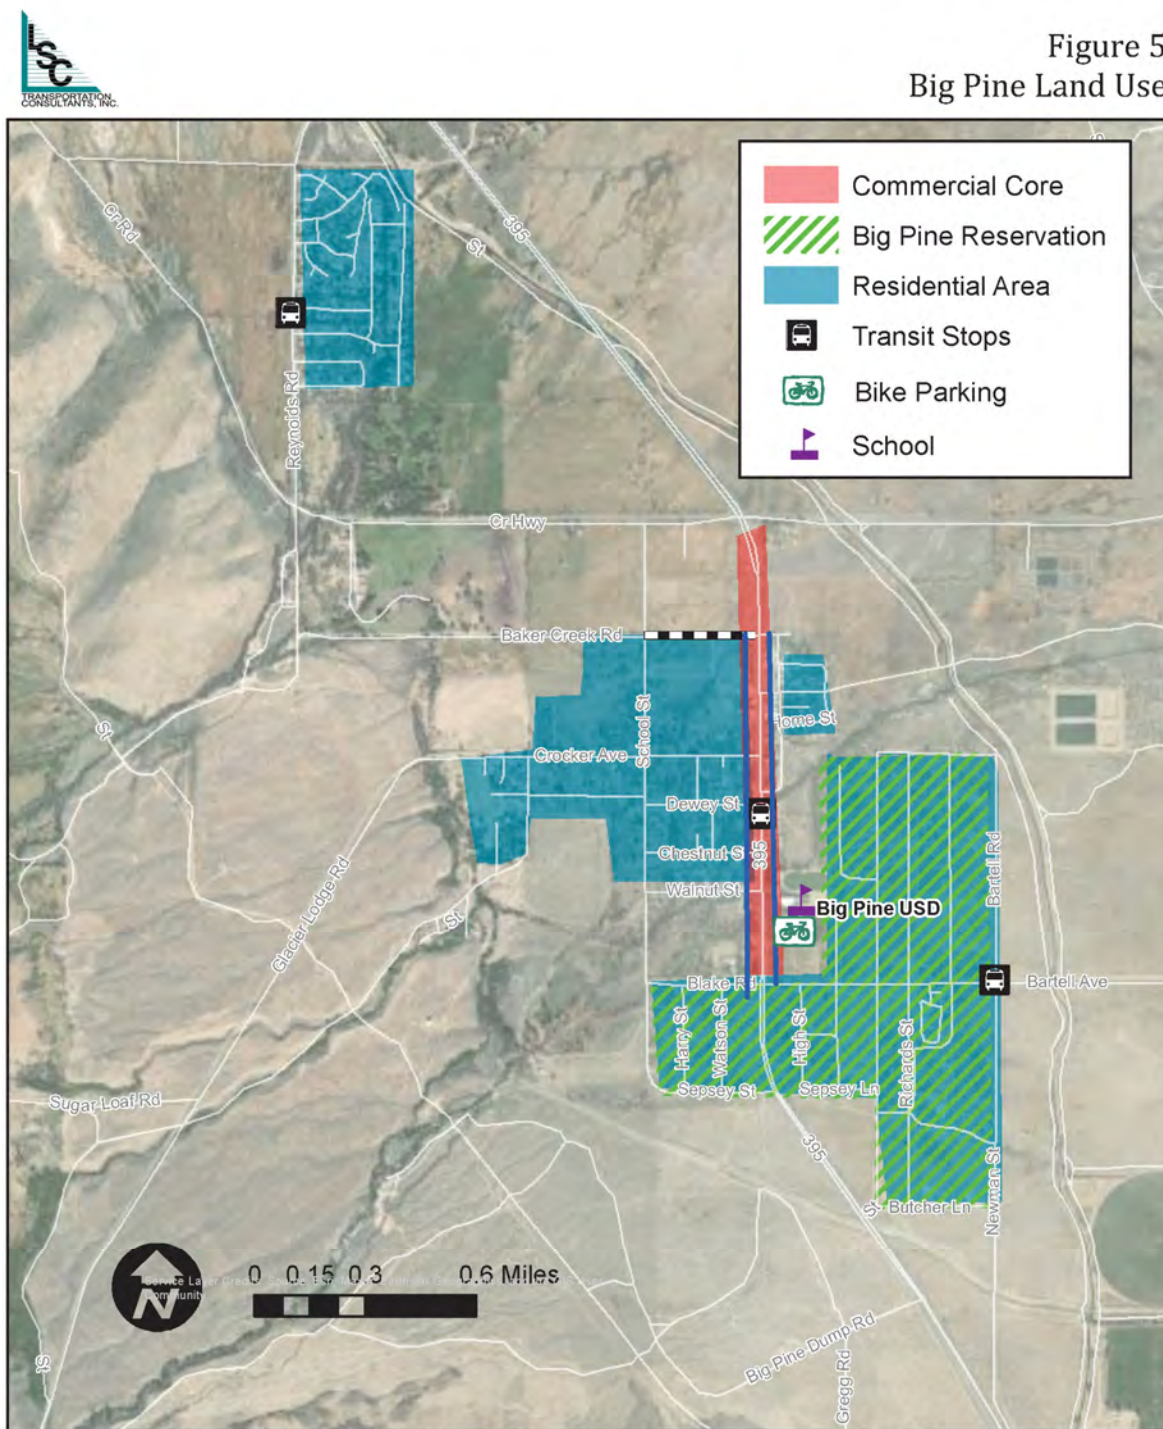 LSC
TRANSPORTATION
CONSULTANTS, INC.
Figure 5
Big Pine Land Use
Commercial Core
Big Pine Reservation
Residential Area
Transit Stops
Bike Parking
School
Cr Rd
395
St
Reynolds Rd
Cr Hwy
Baker Creek Rd
School St
Home St
Crocker Ave
Dewey St
Chestnut S
395
Walnut St
Big Pine USD
Bartell Rd
St
Glacier Lodge Rd
St
Blake Rd
Bartell Ave
Harry St
Watson St
High St
Richards St
Sepsey St
Sepsey Ln
Sugar Loaf Rd
395
St
Butcher Ln
Newman St
0 0.15 0.3 0.6 Miles
Service Layer Credits:
Community
N
St
Big Pine Dump Rd
Gregg Rd